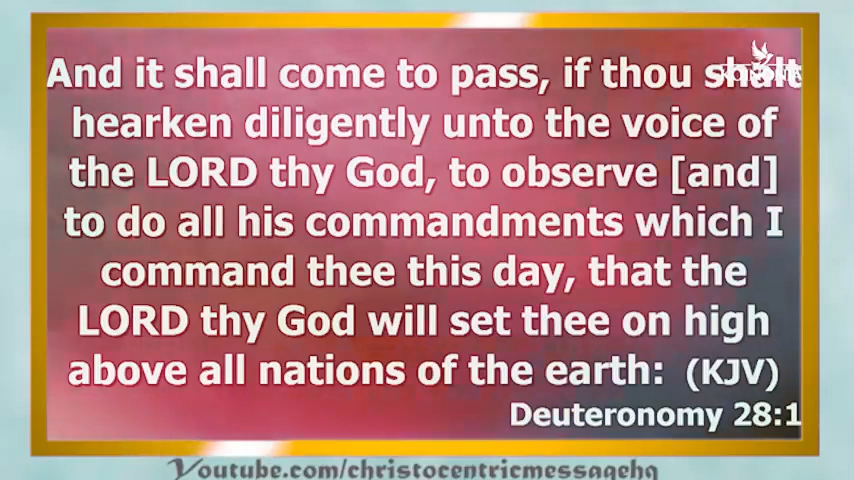 And it shall come to pass, if thou shalt
hearken diligently unto the voice of
the LORD thy God, to observe [and]
to do all his commandments which I
command thee this day, that the
LORD thy God will set thee on high
above all nations of the earth: (KJV)
Deuteronomy 28:1
Youtube.com/christocentricmessagehq